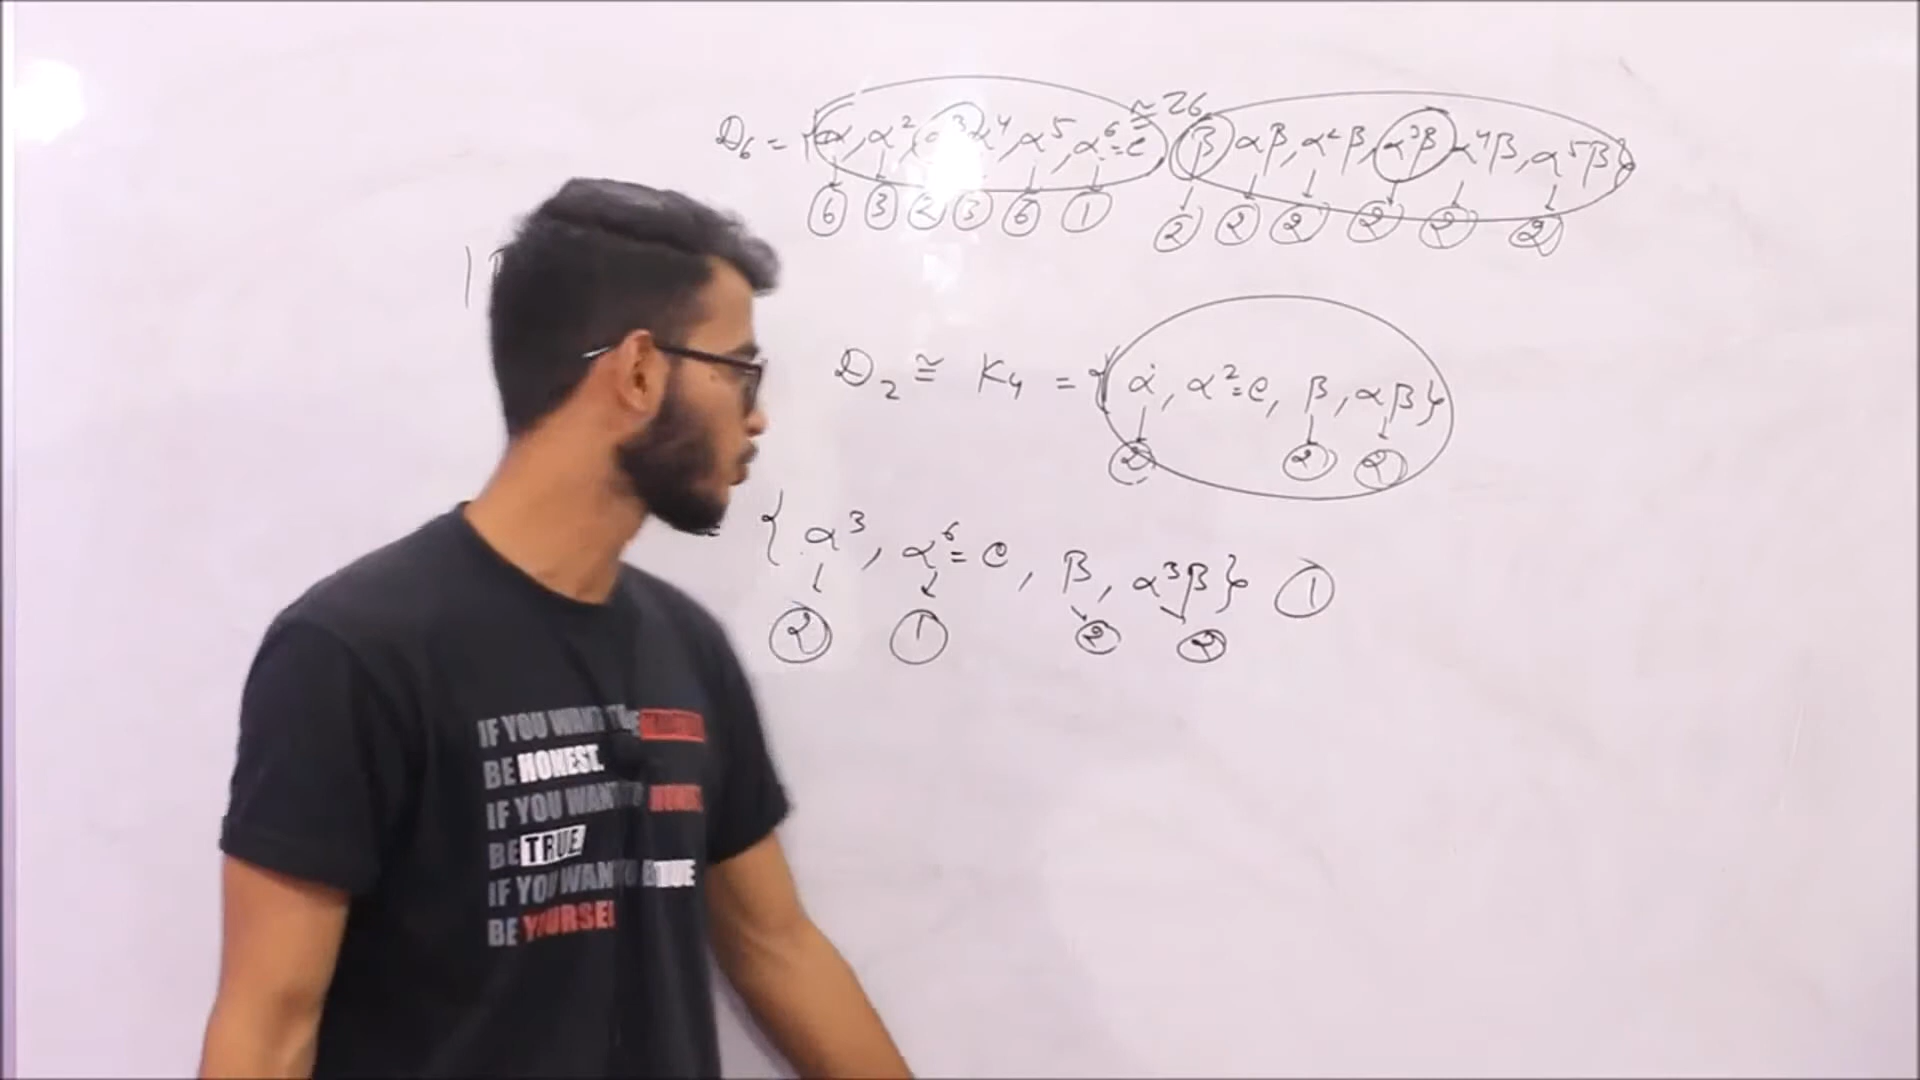 D₆ = {α, α², α³, α⁴, α⁵, α⁶=e, β, αβ, α²β, α³β, α⁴β, α⁵β}
≅ Z₆
6 3 2 3 6 1 2 2 2 2 2 2
D₂ ≅ K₄ = {α, α²=e, β, αβ}
2 2 2
{α³, α⁶=e, β, α³β} 1
2 1 2 2
IF YOU WANT
BE HONEST.
IF YOU WANT
BE TRUE
IF YOU WANT
BE YOURSEL